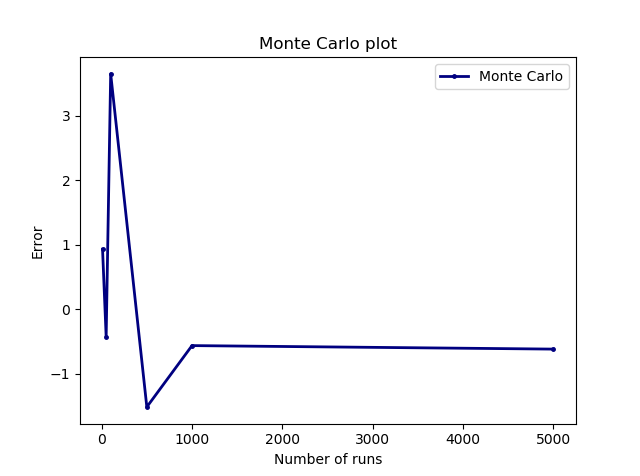 Monte Carlo plot
Monte Carlo
Error
3
2
1
0
−1
0 1000 2000 3000 4000 5000
Number of runs